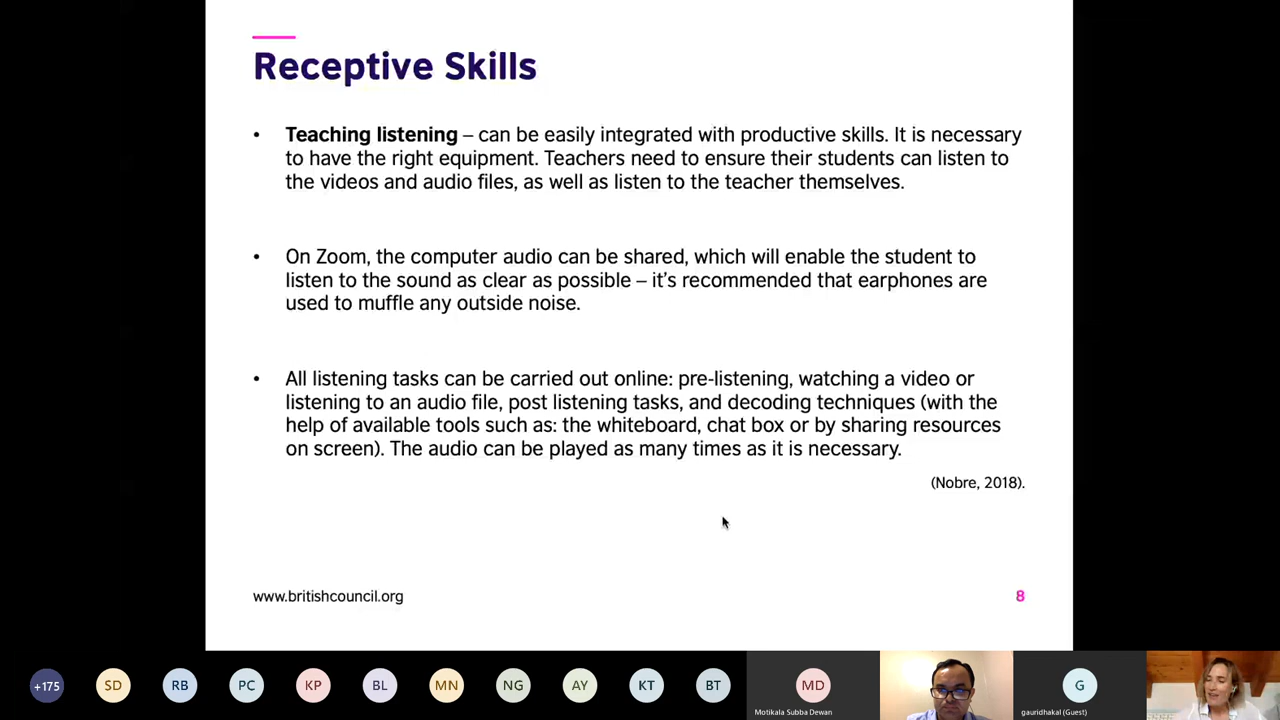 Receptive Skills
• Teaching listening – can be easily integrated with productive skills. It is necessary
to have the right equipment. Teachers need to ensure their students can listen to
the videos and audio files, as well as listen to the teacher themselves.
• On Zoom, the computer audio can be shared, which will enable the student to
listen to the sound as clear as possible – it's recommended that earphones are
used to muffle any outside noise.
• All listening tasks can be carried out online: pre-listening, watching a video or
listening to an audio file, post listening tasks, and decoding techniques (with the
help of available tools such as: the whiteboard, chat box or by sharing resources
on screen). The audio can be played as many times as it is necessary.
(Nobre, 2018).
www.britishcouncil.org 8
+175 SD RB PC KP BL MN NG AY KT BT MD G
Motikala Subba Dewan gauridhakal (Guest)